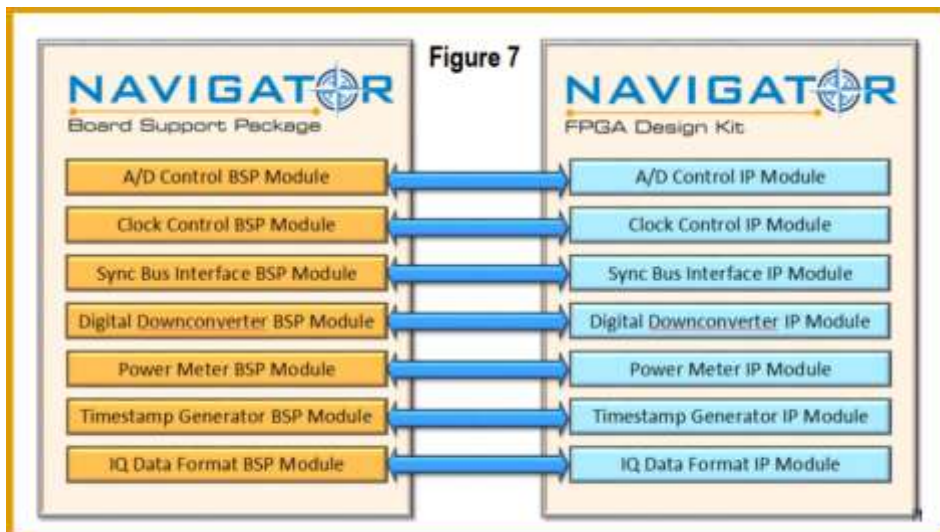 Figure 7
NAVIGATOR
Board Support Package
A/D Control BSP Module
Clock Control BSP Module
Sync Bus Interface BSP Module
Digital Downconverter BSP Module
Power Meter BSP Module
Timestamp Generator BSP Module
IQ Data Format BSP Module
NAVIGATOR
FPGA Design Kit
A/D Control IP Module
Clock Control IP Module
Sync Bus Interface IP Module
Digital Downconverter IP Module
Power Meter IP Module
Timestamp Generator IP Module
IQ Data Format IP Module